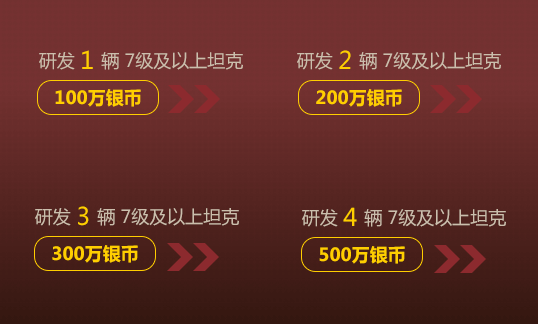 研发 1 辆 7级及以上坦克
100万银币
研发 2 辆 7级及以上坦克
200万银币
研发 3 辆 7级及以上坦克
300万银币
研发 4 辆 7级及以上坦克
500万银币